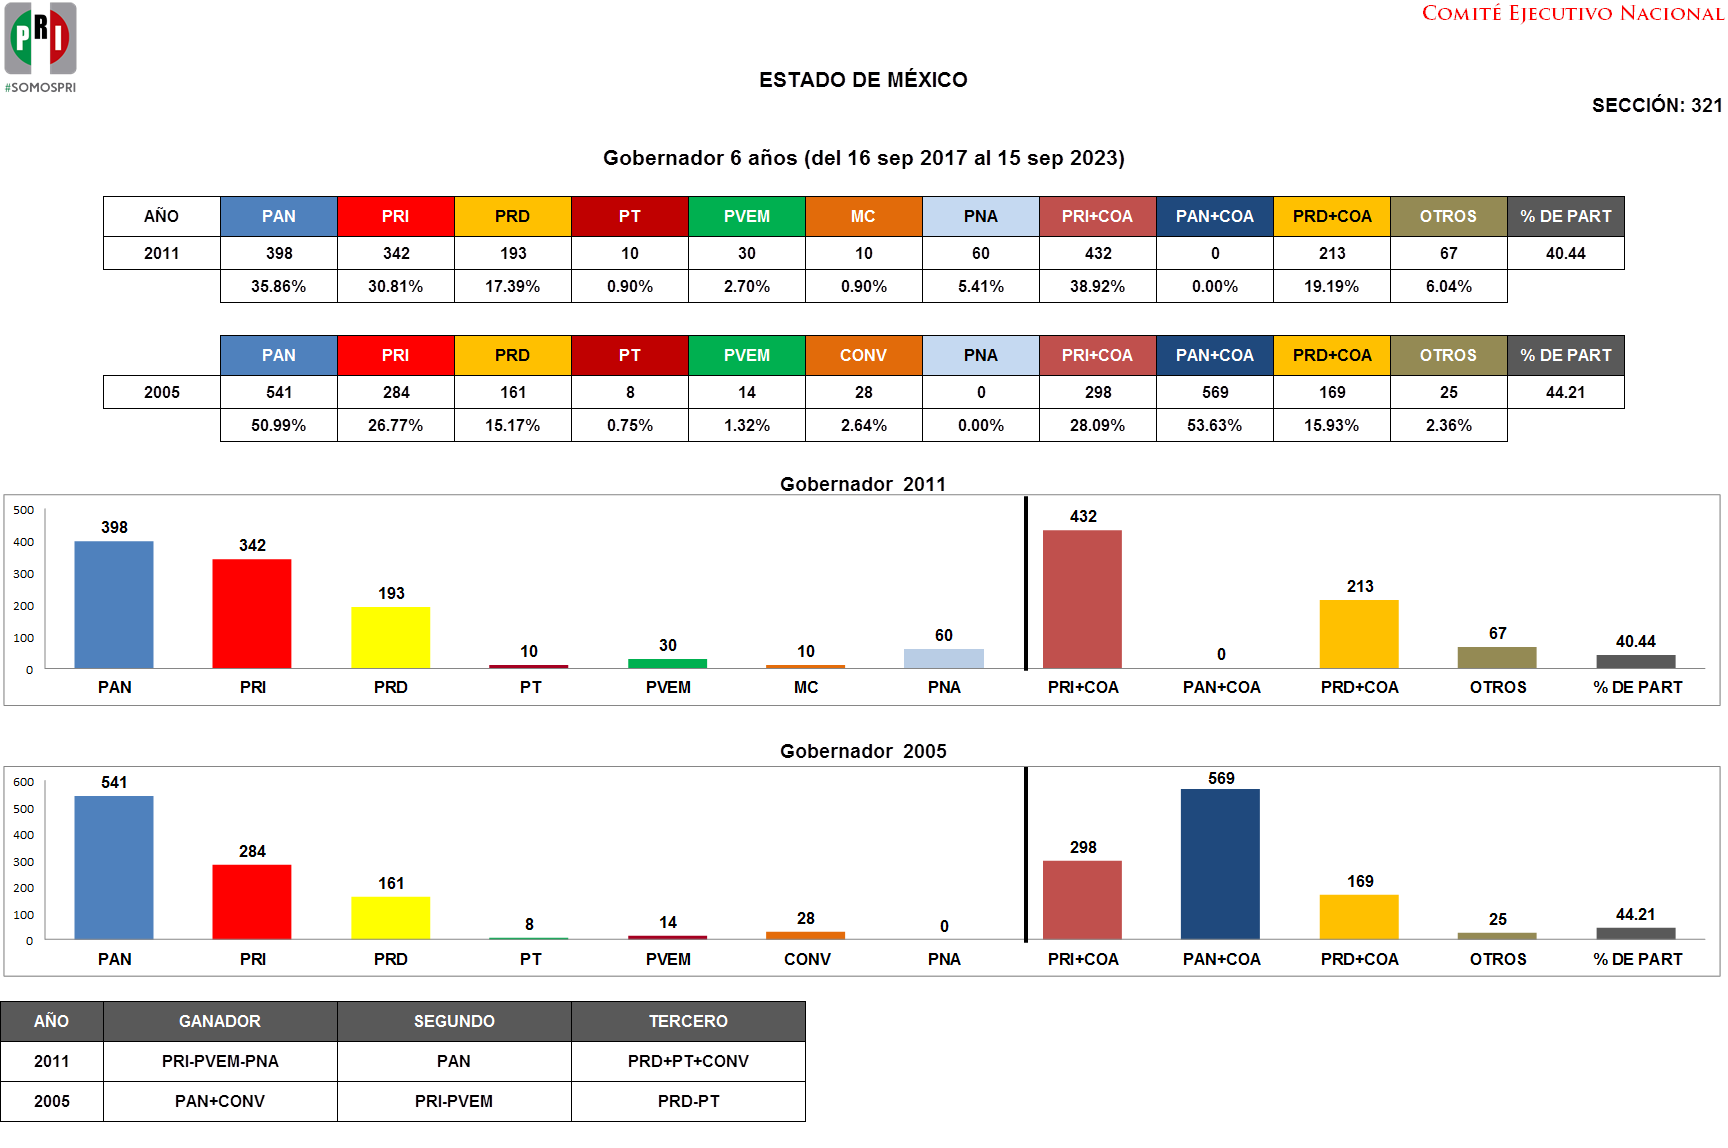 PRI
#SOMOSPRI
COMITÉ EJECUTIVO NACIONAL
ESTADO DE MÉXICO
SECCIÓN: 321
Gobernador 6 años (del 16 sep 2017 al 15 sep 2023)
AÑO PAN PRI PRD PT PVEM MC PNA PRI+COA PAN+COA PRD+COA OTROS % DE PART
2011 398 342 193 10 30 10 60 432 0 213 67 40.44
35.86% 30.81% 17.39% 0.90% 2.70% 0.90% 5.41% 38.92% 0.00% 19.19% 6.04%
PAN PRI PRD PT PVEM CONV PNA PRI+COA PAN+COA PRD+COA OTROS % DE PART
2005 541 284 161 8 14 28 0 298 569 169 25 44.21
50.99% 26.77% 15.17% 0.75% 1.32% 2.64% 0.00% 28.09% 53.63% 15.93% 2.36%
Gobernador 2011
500
400
300
200
100
0
398 342 193 10 30 10 60 432 0 213 67 40.44
PAN PRI PRD PT PVEM MC PNA PRI+COA PAN+COA PRD+COA OTROS % DE PART
Gobernador 2005
600
500
400
300
200
100
0
541 284 161 8 14 28 0 298 569 169 25 44.21
PAN PRI PRD PT PVEM CONV PNA PRI+COA PAN+COA PRD+COA OTROS % DE PART
AÑO GANADOR SEGUNDO TERCERO
2011 PRI-PVEM-PNA PAN PRD+PT+CONV
2005 PAN+CONV PRI-PVEM PRD-PT